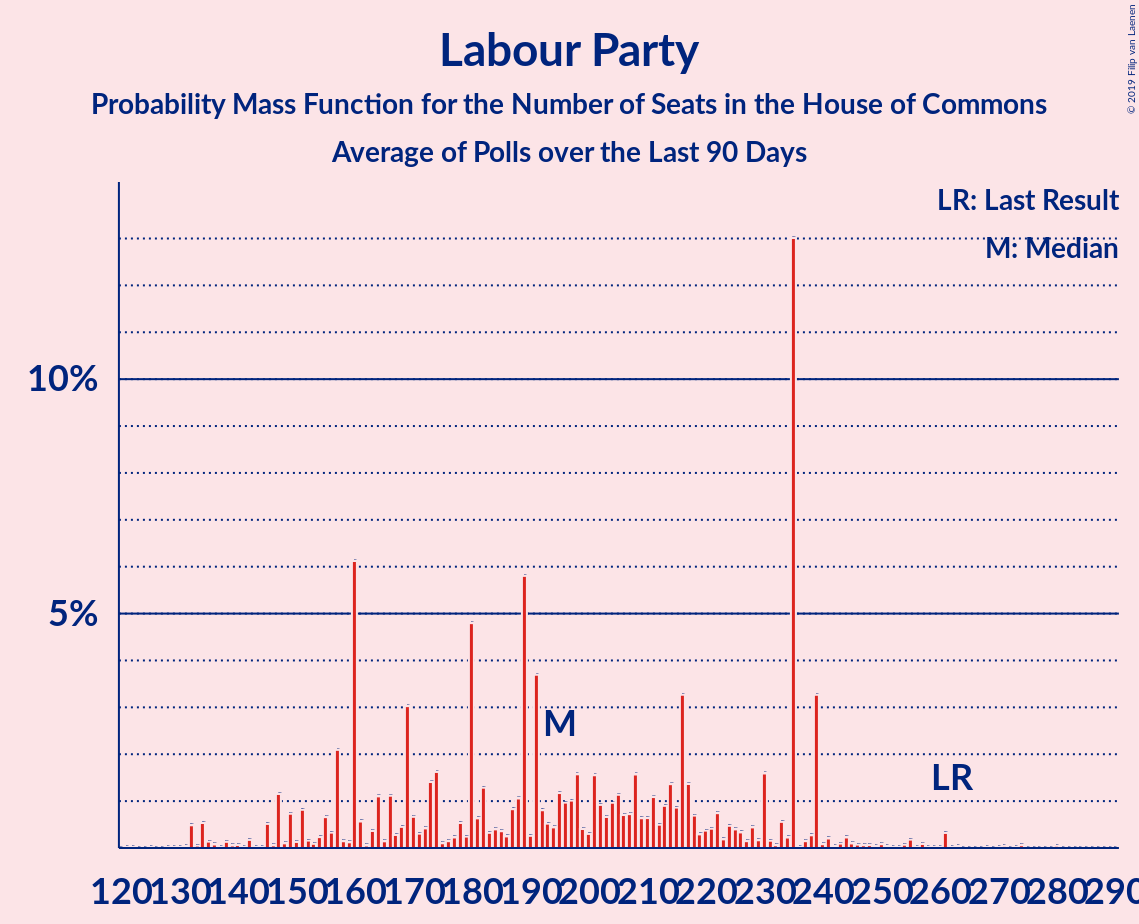 Labour Party
Probability Mass Function for the Number of Seats in the House of Commons
Average of Polls over the Last 90 Days
© 2019 Filip van Laenen
LR: Last Result
M: Median
10%
5%
M
LR
120 130 140 150 160 170 180 190 200 210 220 230 240 250 260 270 280 290